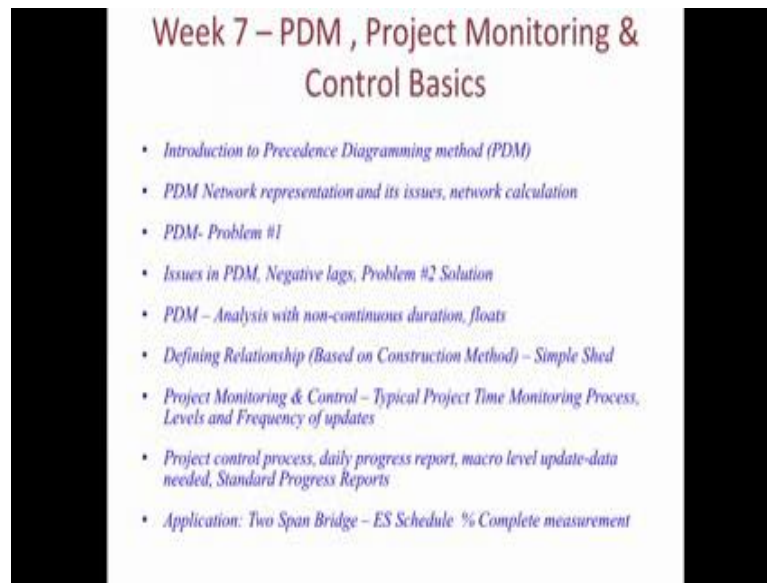 Week 7 – PDM , Project Monitoring &
Control Basics
• Introduction to Precedence Diagramming method (PDM)
• PDM Network representation and its issues, network calculation
• PDM- Problem #1
• Issues in PDM, Negative lags, Problem #2 Solution
• PDM – Analysis with non-continuous duration, floats
• Defining Relationship (Based on Construction Method) – Simple Shed
• Project Monitoring & Control – Typical Project Time Monitoring Process,
Levels and Frequency of updates
• Project control process, daily progress report, macro level update-data
needed, Standard Progress Reports
• Application: Two Span Bridge – ES Schedule % Complete measurement